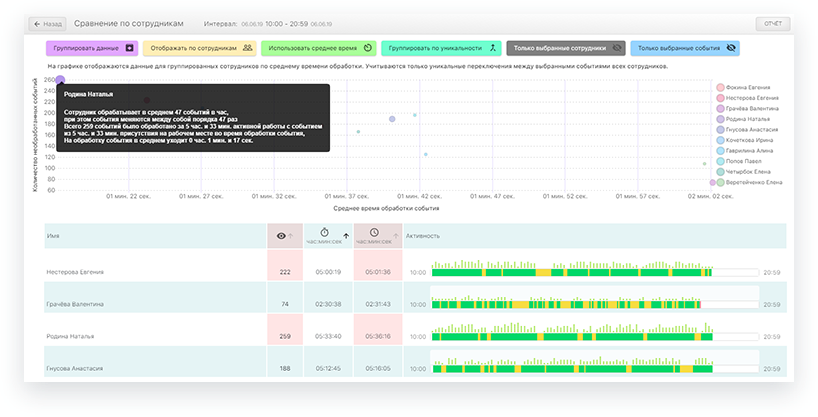 Назад
Сравнение по сотрудникам
Интервал: 06.06.19 10:00 - 20:59 06.06.19
ОТЧЁТ
Группировать данные
Отображать по сотрудникам
Использовать среднее время
Группировать по уникальности
Только выбранные сотрудники
Только выбранные события
На графике отображаются данные для группированных сотрудников по среднему времени обработки. Учитываются только уникальные переключения между выбранными событиями всех сотрудников.
Количество необработанных событий
260
240
220
200
180
160
140
120
100
80
60
Родина Наталья
Сотрудник обрабатывает в среднем 47 событий в час,
при этом события меняются между собой порядка 47 раз
Всего 259 событий было обработано за 5 час. и 33 мин. активной работы с событием
из 5 час. и 33 мин. присутствия на рабочем месте во время обработки события,
На обработку события в среднем уходит 0 час. 1 мин. и 17 сек.
01 мин. 22 сек.
01 мин. 27 сек.
01 мин. 32 сек.
01 мин. 37 сек.
01 мин. 42 сек.
01 мин. 47 сек.
01 мин. 52 сек.
01 мин. 57 сек.
02 мин. 02 сек.
Среднее время обработки события
Фокина Евгения
Нестерова Евгения
Грачёва Валентина
Родина Наталья
Гнусова Анастасия
Кочеткова Ирина
Гаврилина Алина
Попов Павел
Четырбок Елена
Веретейченко Елена
Имя
час:мин:сек
час:мин:сек
Активность
Нестерова Евгения 222 05:00:19 05:01:36 10:00 20:59
Грачёва Валентина 74 02:30:38 02:31:43 10:00 20:59
Родина Наталья 259 05:33:40 05:36:16 10:00 20:59
Гнусова Анастасия 188 05:12:45 05:16:05 10:00 20:59